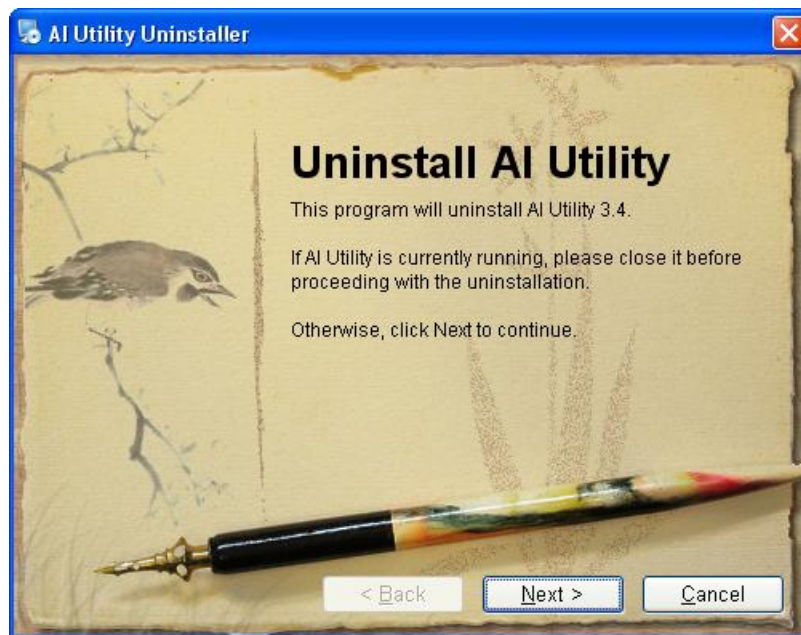 AI Utility Uninstaller
Uninstall AI Utility
This program will uninstall AI Utility 3.4.
If AI Utility is currently running, please close it before
proceeding with the uninstallation.
Otherwise, click Next to continue.
< Back
Next >
Cancel